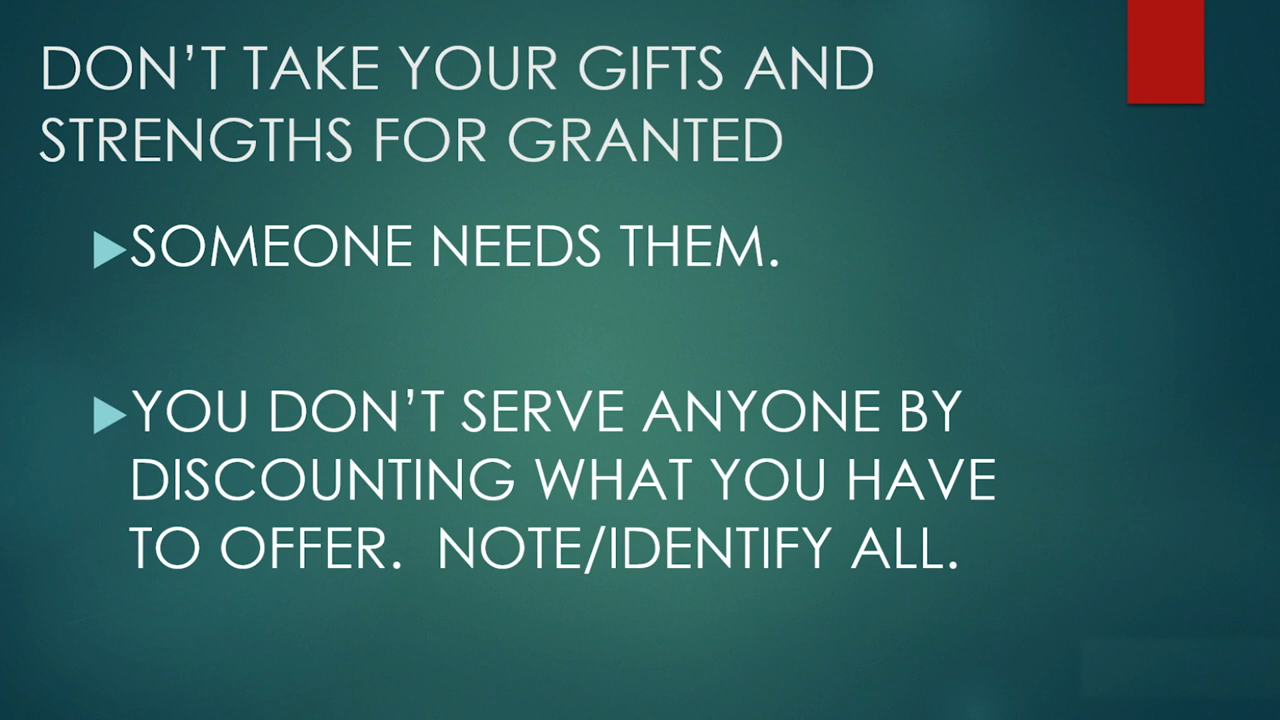 DON’T TAKE YOUR GIFTS AND
STRENGTHS FOR GRANTED
SOMEONE NEEDS THEM.
YOU DON’T SERVE ANYONE BY
DISCOUNTING WHAT YOU HAVE
TO OFFER.  NOTE/IDENTIFY ALL.